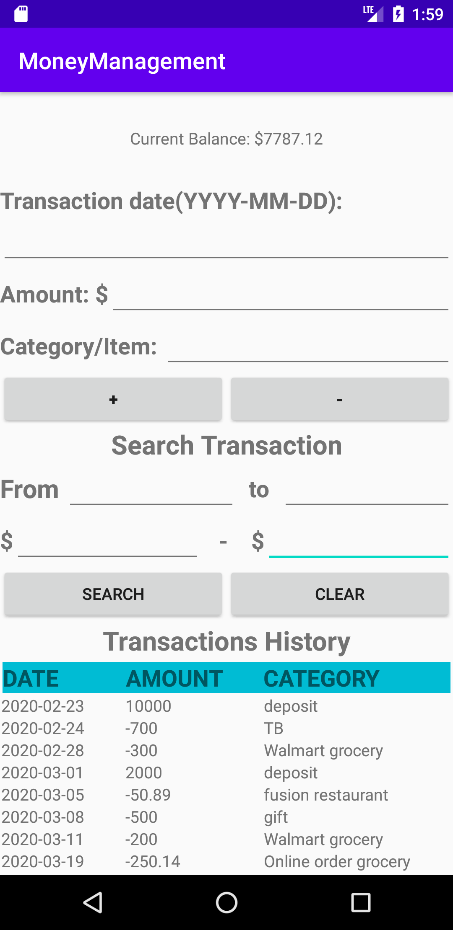 LTE 1:59
MoneyManagement
Current Balance: $7787.12
Transaction date(YYYY-MM-DD):
Amount: $
Category/Item:
+ -
Search Transaction
From to
$ - $
SEARCH CLEAR
Transactions History
DATE AMOUNT CATEGORY
2020-02-23 10000 deposit
2020-02-24 -700 TB
2020-02-28 -300 Walmart grocery
2020-03-01 2000 deposit
2020-03-05 -50.89 fusion restaurant
2020-03-08 -500 gift
2020-03-11 -200 Walmart grocery
2020-03-19 -250.14 Online order grocery